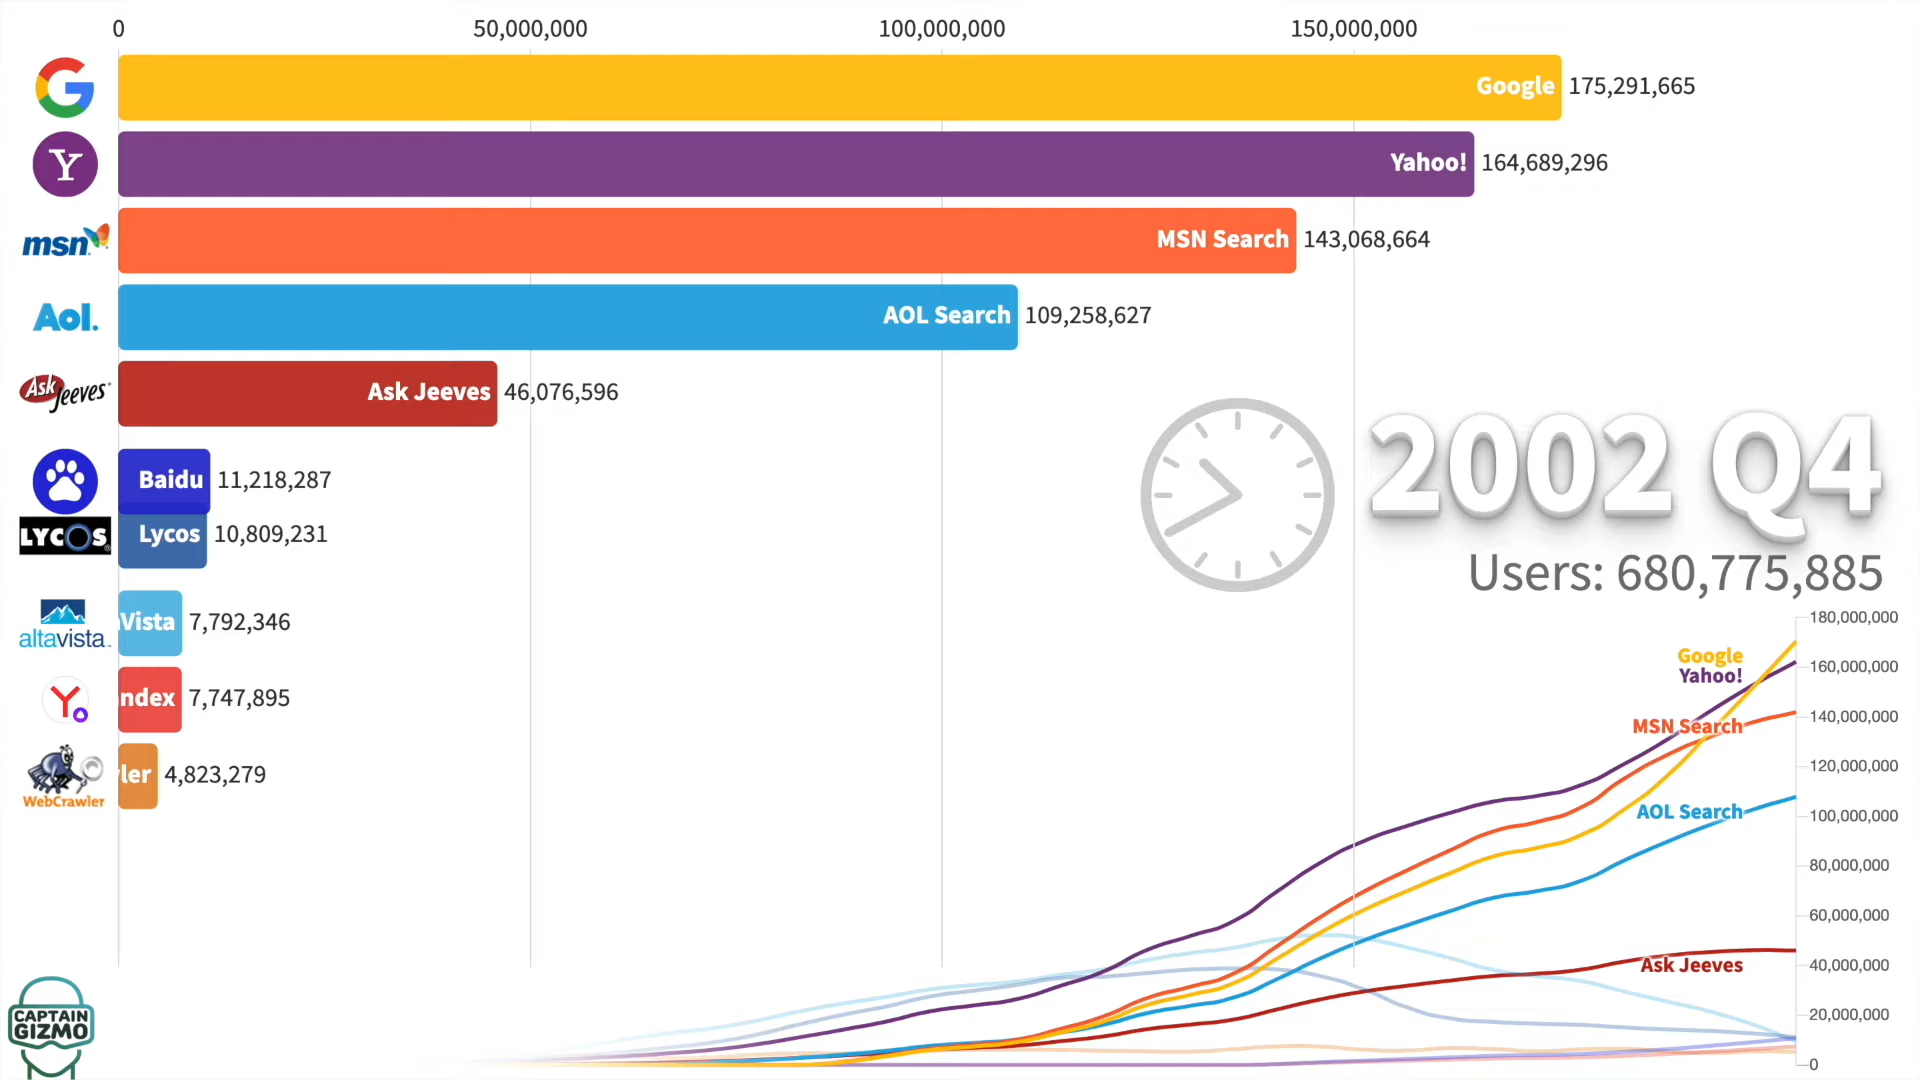 0 50,000,000 100,000,000 150,000,000
Google 175,291,665
Y Yahoo! 164,689,296
msn MSN Search 143,068,664
Aol. AOL Search 109,258,627
Ask Jeeves Ask Jeeves 46,076,596
Baidu 11,218,287
LYCOS Lycos 10,809,231
altavista Vista 7,792,346
Y ndex 7,747,895
WebCrawler ler 4,823,279
2002 Q4
Users: 680,775,885
180,000,000
160,000,000
140,000,000
120,000,000
100,000,000
80,000,000
60,000,000
40,000,000
20,000,000
0
Google
Yahoo!
MSN Search
AOL Search
Ask Jeeves
CAPTAIN
GIZMO